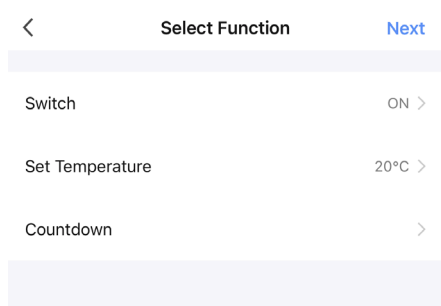 Select Function Next
Switch ON
Set Temperature 20°C
Countdown